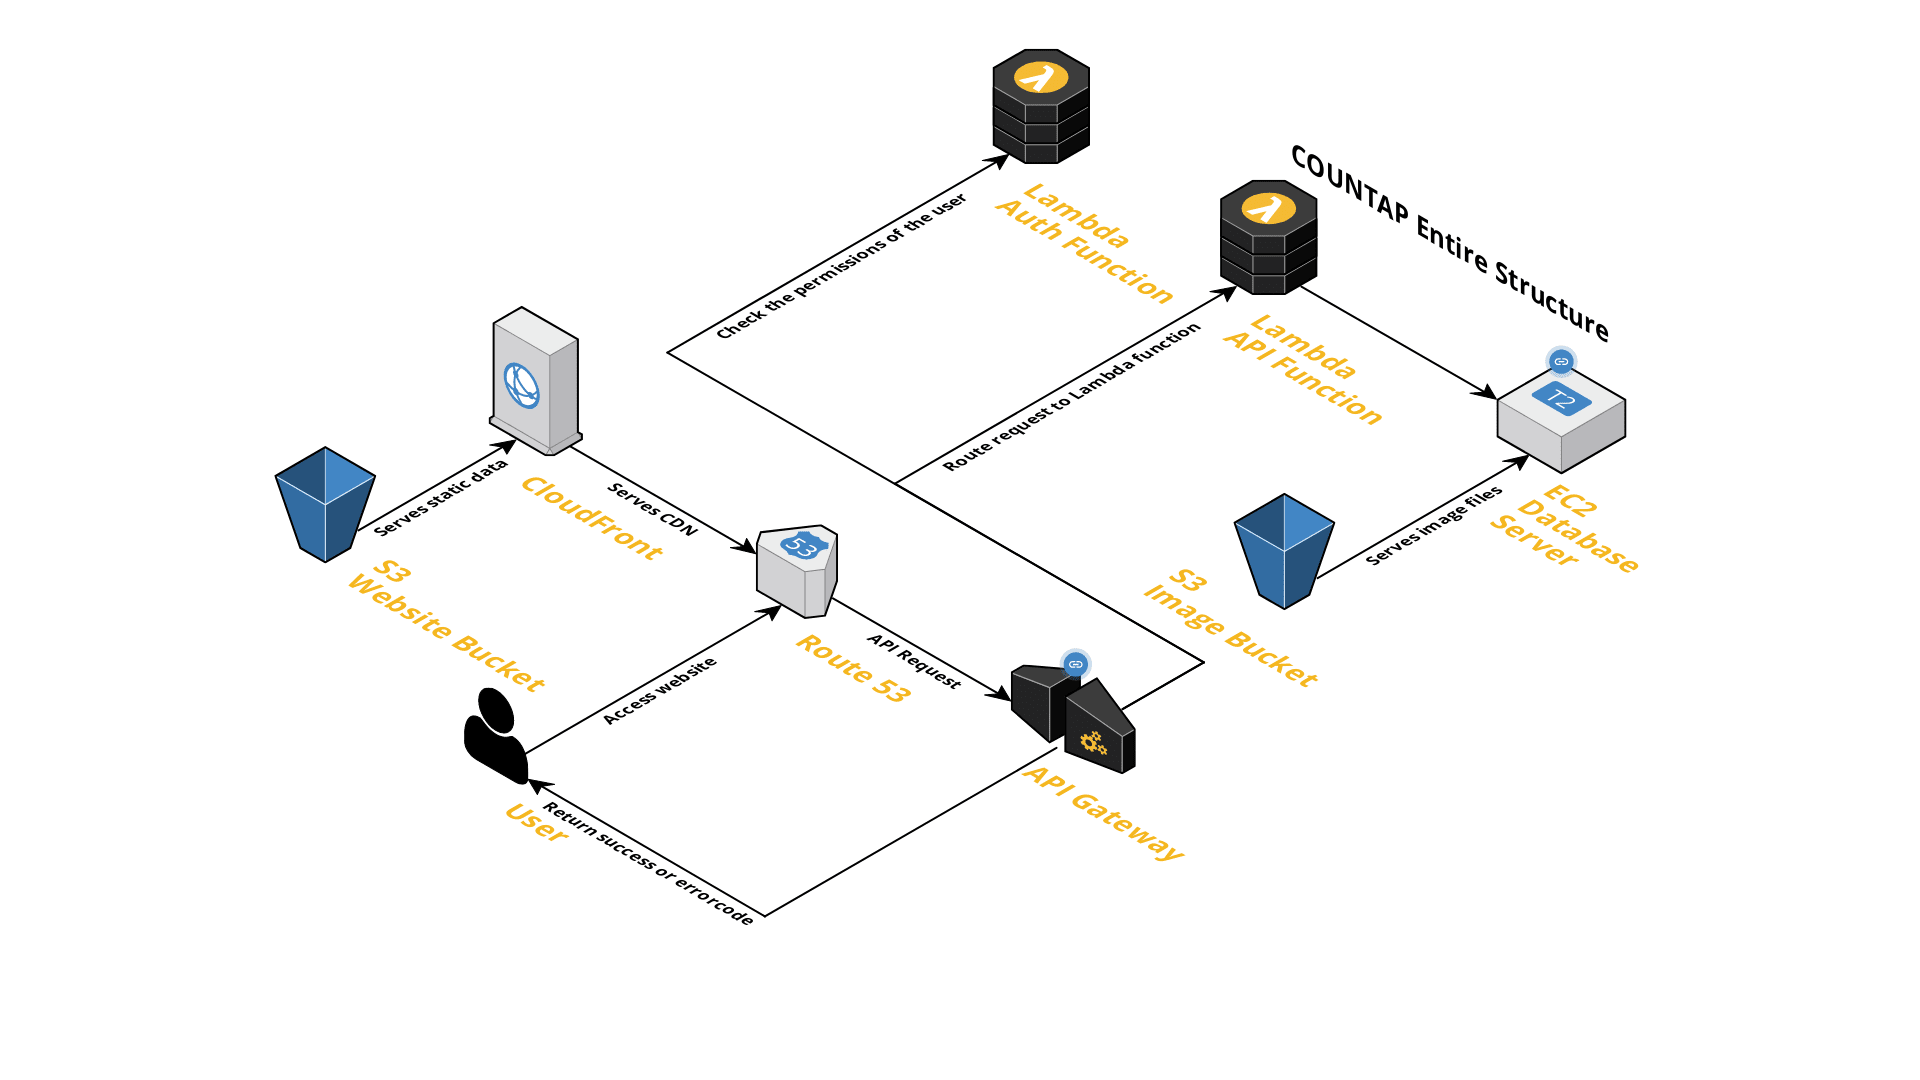 COUNTAP Entire Structure
Lambda
Auth Function
Check the permissions of the user
Lambda
API Function
Route request to Lambda function
T2
EC2
Database
Server
Serves image files
S3
Image Bucket
CloudFront
Serves static data
Serves CDN
S3
Website Bucket
53
Route 53
API Request
Access website
User
Return success or error code
API Gateway